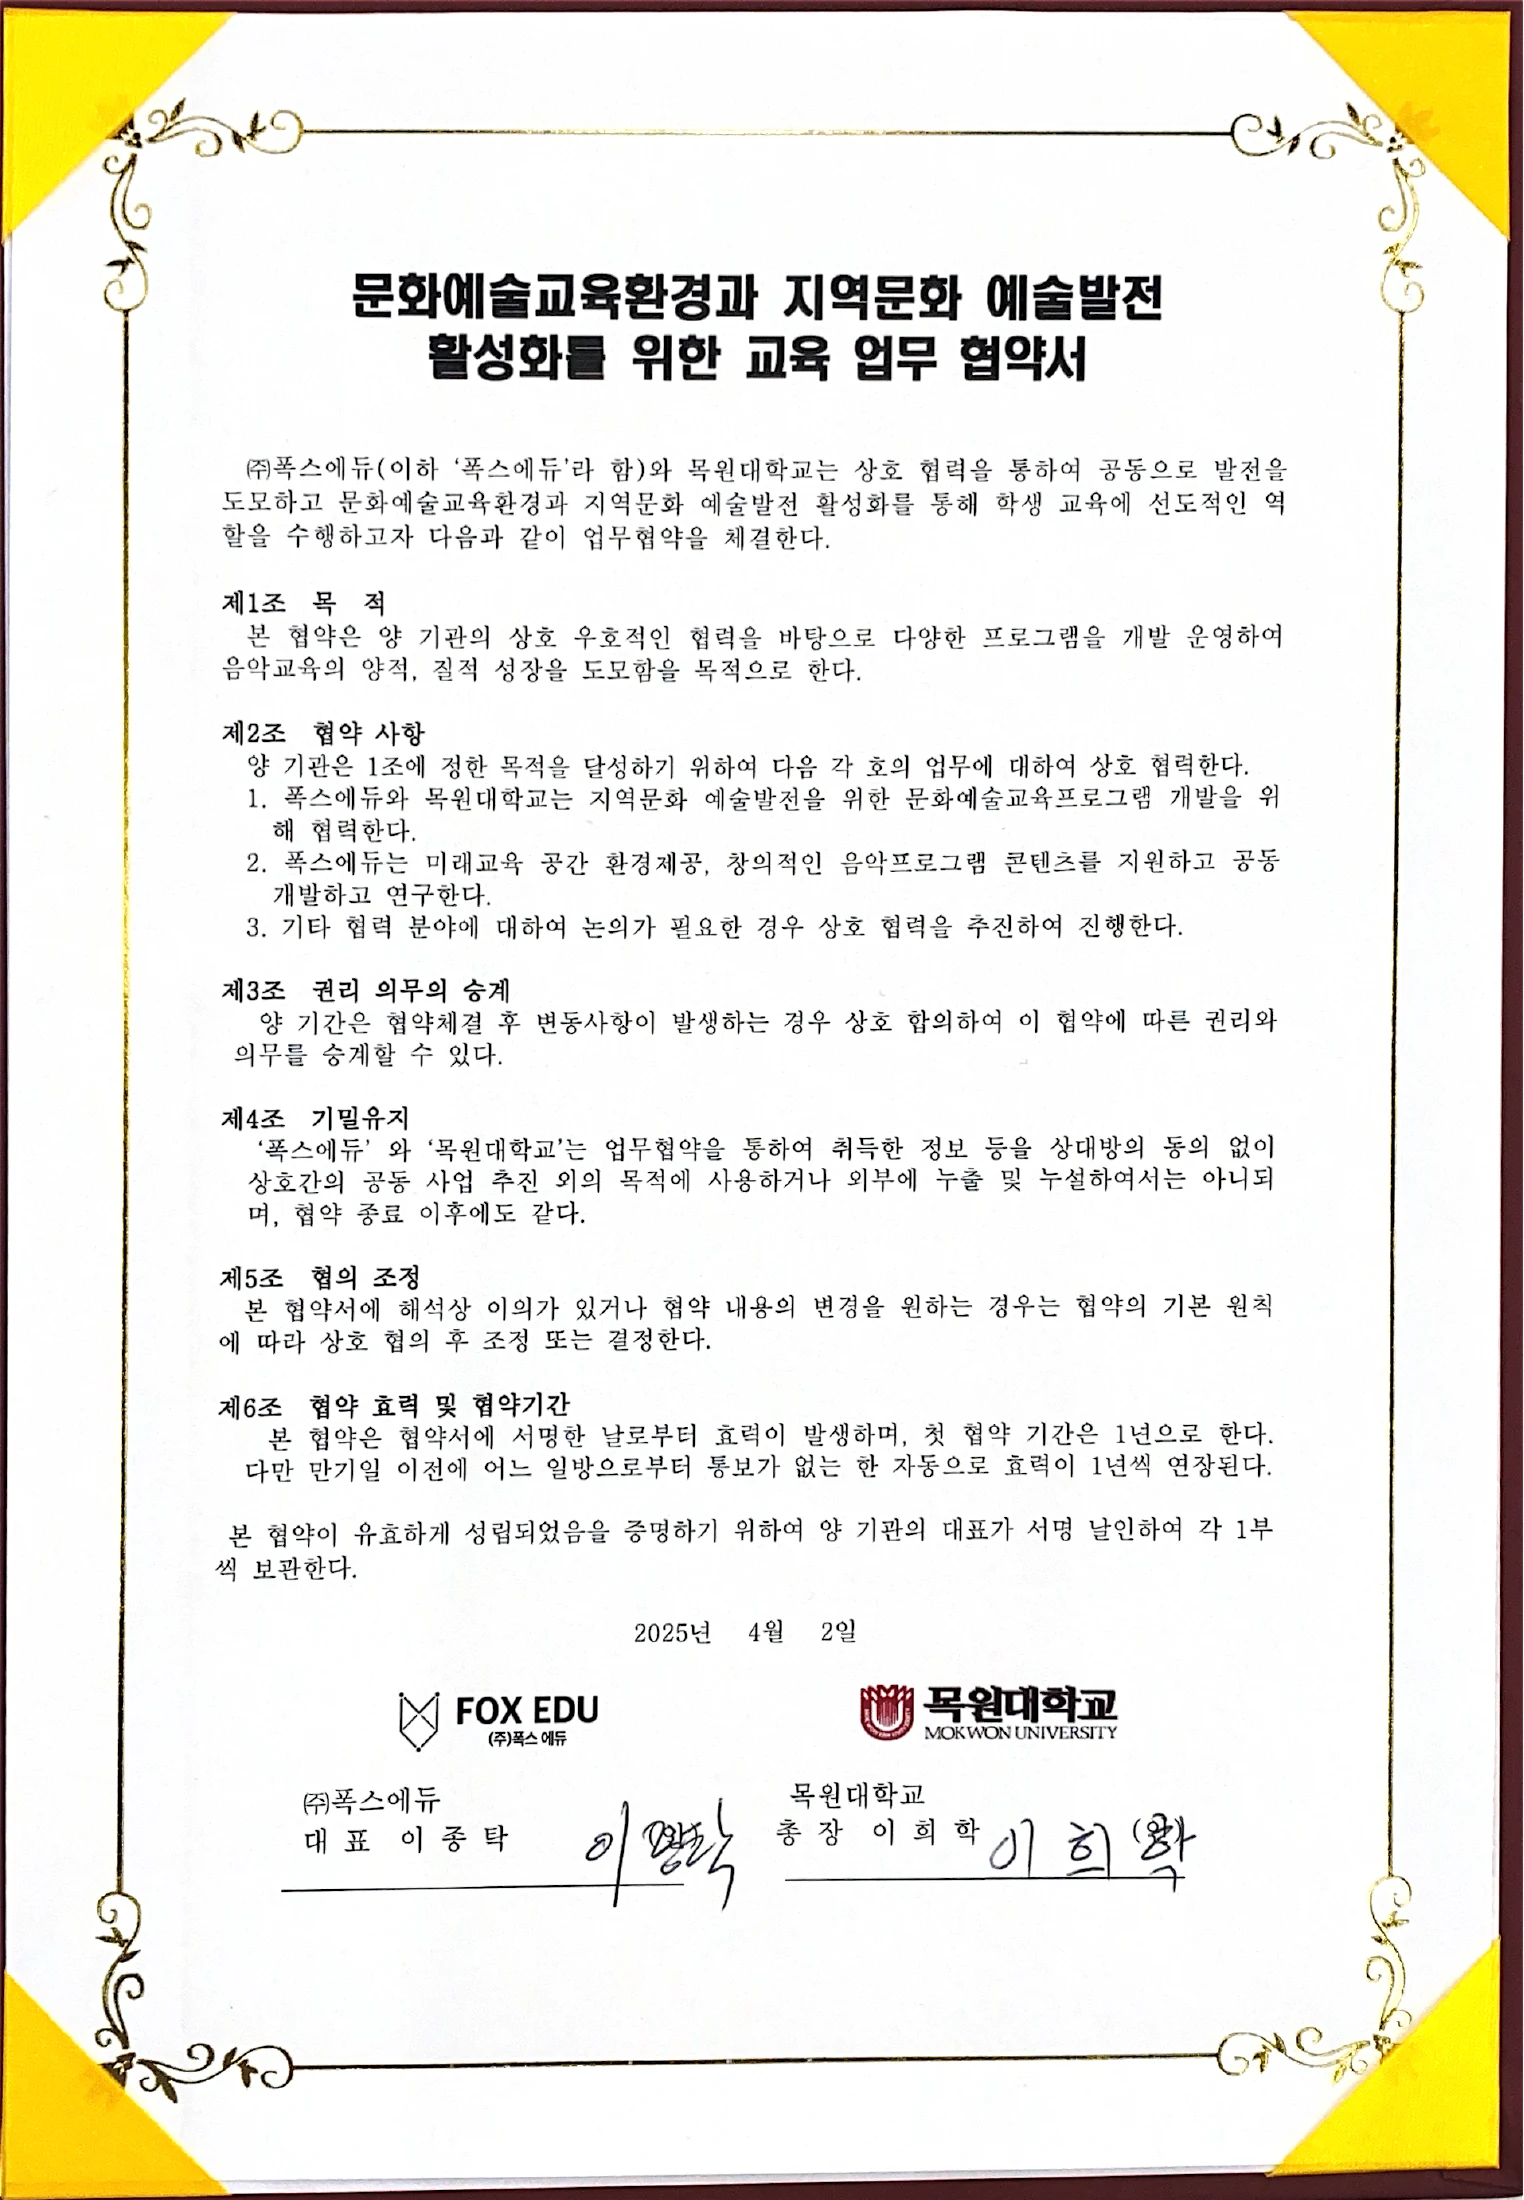 문화예술교육환경과 지역문화 예술발전
활성화를 위한 교육 업무 협약서
㈜폭스에듀(이하 ‘폭스에듀’라 함)와 목원대학교는 상호 협력을 통하여 공동으로 발전을
도모하고 문화예술교육환경과 지역문화 예술발전 활성화를 통해 학생 교육에 선도적인 역
할을 수행하고자 다음과 같이 업무협약을 체결한다.
제1조 목 적
본 협약은 양 기관의 상호 우호적인 협력을 바탕으로 다양한 프로그램을 개발 운영하여
음악교육의 양적, 질적 성장을 도모함을 목적으로 한다.
제2조 협약 사항
양 기관은 1조에 정한 목적을 달성하기 위하여 다음 각 호의 업무에 대하여 상호 협력한다.
1. 폭스에듀와 목원대학교는 지역문화 예술발전을 위한 문화예술교육프로그램 개발을 위
해 협력한다.
2. 폭스에듀는 미래교육 공간 환경제공, 창의적인 음악프로그램 콘텐츠를 지원하고 공동
개발하고 연구한다.
3. 기타 협력 분야에 대하여 논의가 필요한 경우 상호 협력을 추진하여 진행한다.
제3조 권리 의무의 승계
양 기간은 협약체결 후 변동사항이 발생하는 경우 상호 합의하여 이 협약에 따른 권리와
의무를 승계할 수 있다.
제4조 기밀유지
‘폭스에듀’ 와 ‘목원대학교’는 업무협약을 통하여 취득한 정보 등을 상대방의 동의 없이
상호간의 공동 사업 추진 외의 목적에 사용하거나 외부에 누출 및 누설하여서는 아니되
며, 협약 종료 이후에도 같다.
제5조 협의 조정
본 협약서에 해석상 이의가 있거나 협약 내용의 변경을 원하는 경우는 협약의 기본 원칙
에 따라 상호 협의 후 조정 또는 결정한다.
제6조 협약 효력 및 협약기간
본 협약은 협약서에 서명한 날로부터 효력이 발생하며, 첫 협약 기간은 1년으로 한다.
다만 만기일 이전에 어느 일방으로부터 통보가 없는 한 자동으로 효력이 1년씩 연장된다.
본 협약이 유효하게 성립되었음을 증명하기 위하여 양 기관의 대표가 서명 날인하여 각 1부
씩 보관한다.
2025년 4월 2일
FOX EDU
(주)폭스 에듀
목원대학교
MOKWON UNIVERSITY
㈜폭스에듀
대 표 이 종 탁
목원대학교
총 장 이 희 학 이 희 학